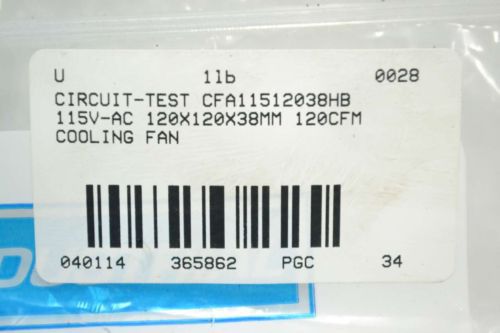 U 1lb 0028
CIRCUIT-TEST CFA11512038HB
115V-AC 120X120X38MM 120CFM
COOLING FAN
040114 365862 PGC 34